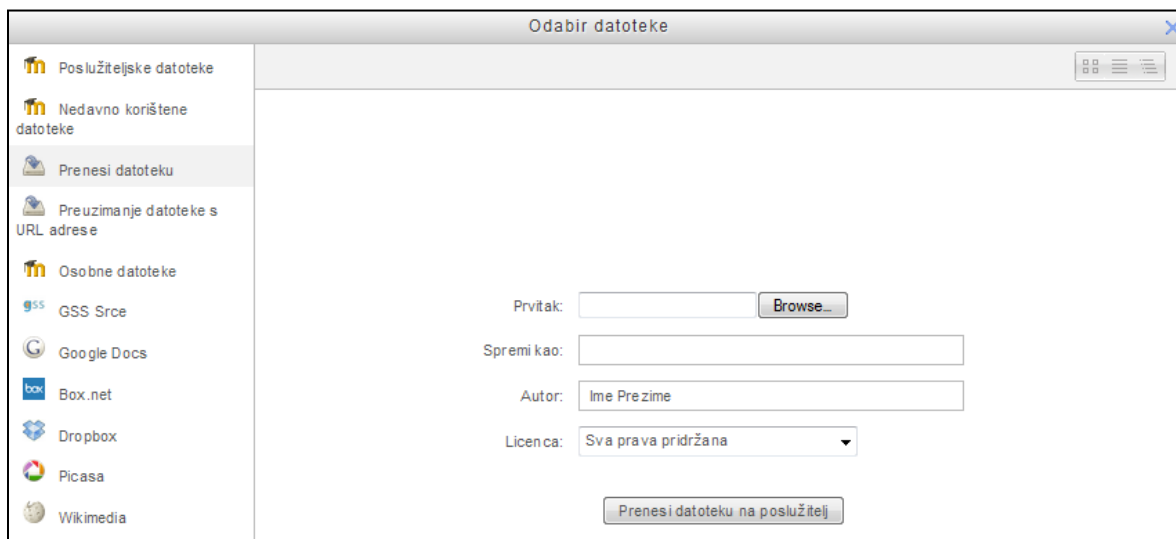 Odabir datoteke
Poslužiteljske datoteke
Nedavno korištene
datoteke
Prenesi datoteku
Preuzimanje datoteke s
URL adrese
Osobne datoteke
gss GSS Srce
Google Docs
box Box.net
Dropbox
Picasa
Wikimedia
Prvitak: Browse...
Spremi kao:
Autor: Ime Prezime
Licenca: Sva prava pridržana
Prenesi datoteku na poslužitelj